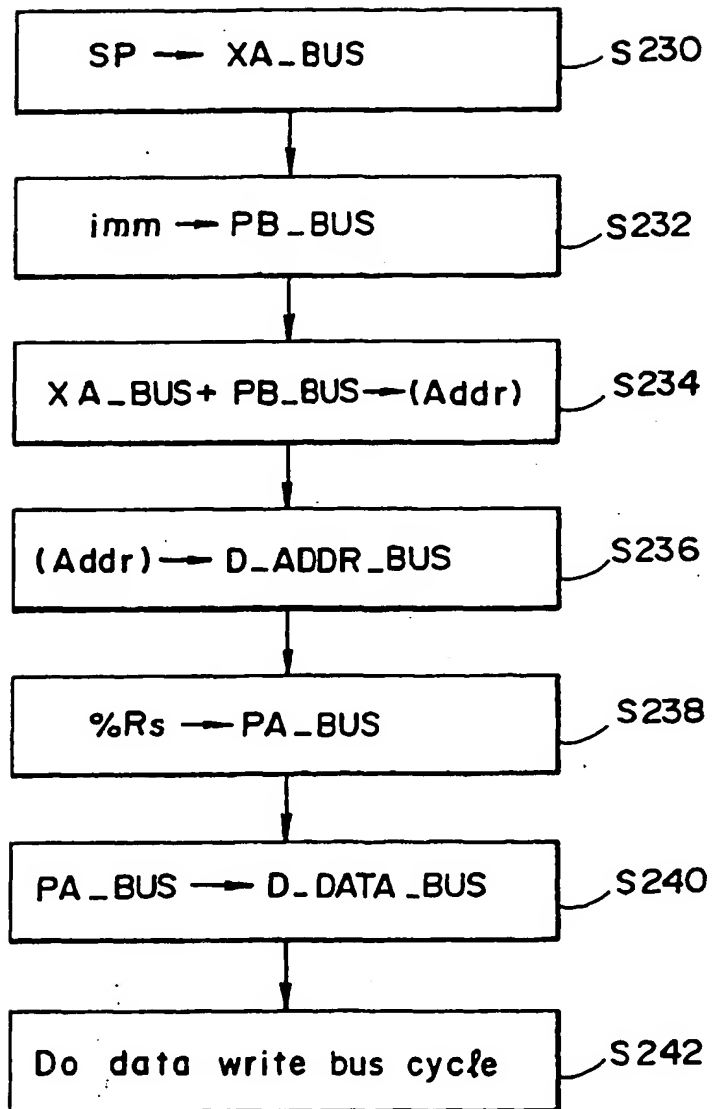 SP → XA_BUS S230
imm → PB_BUS S232
XA_BUS+ PB_BUS→(Addr) S234
(Addr) → D_ADDR_BUS S236
%Rs → PA_BUS S238
PA_BUS → D_DATA_BUS S240
Do data write bus cycle S242